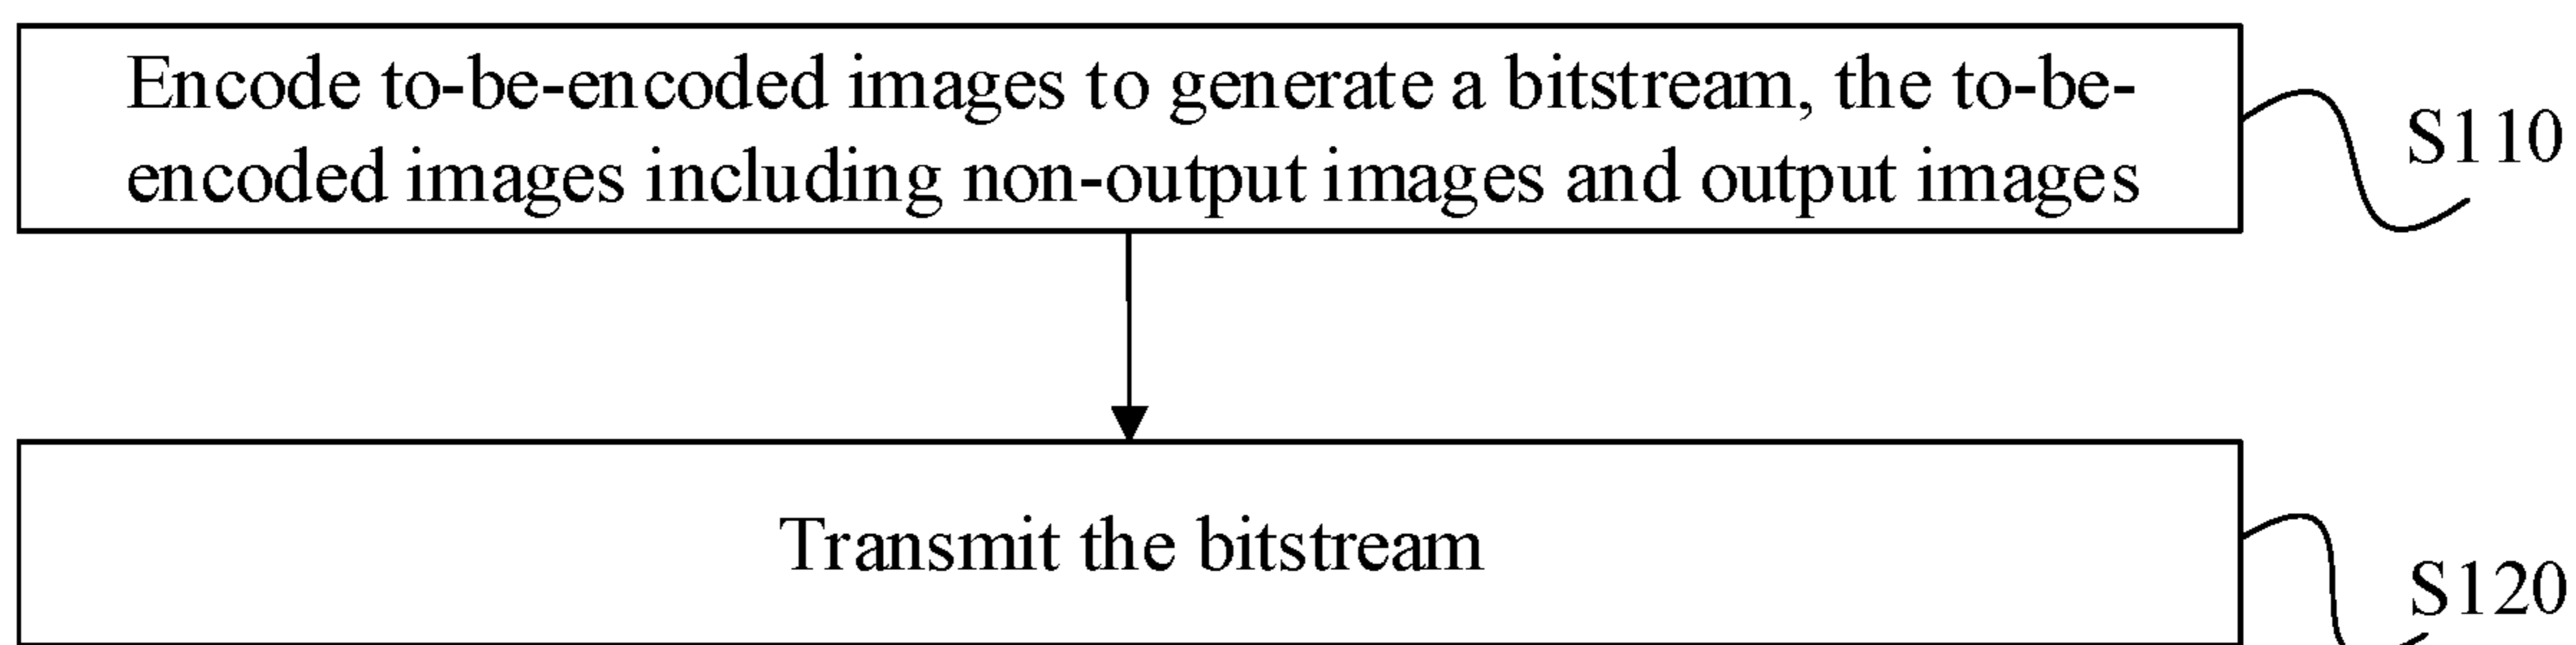 Encode to-be-encoded images to generate a bitstream, the to-be-
encoded images including non-output images and output images
S110
Transmit the bitstream
S120